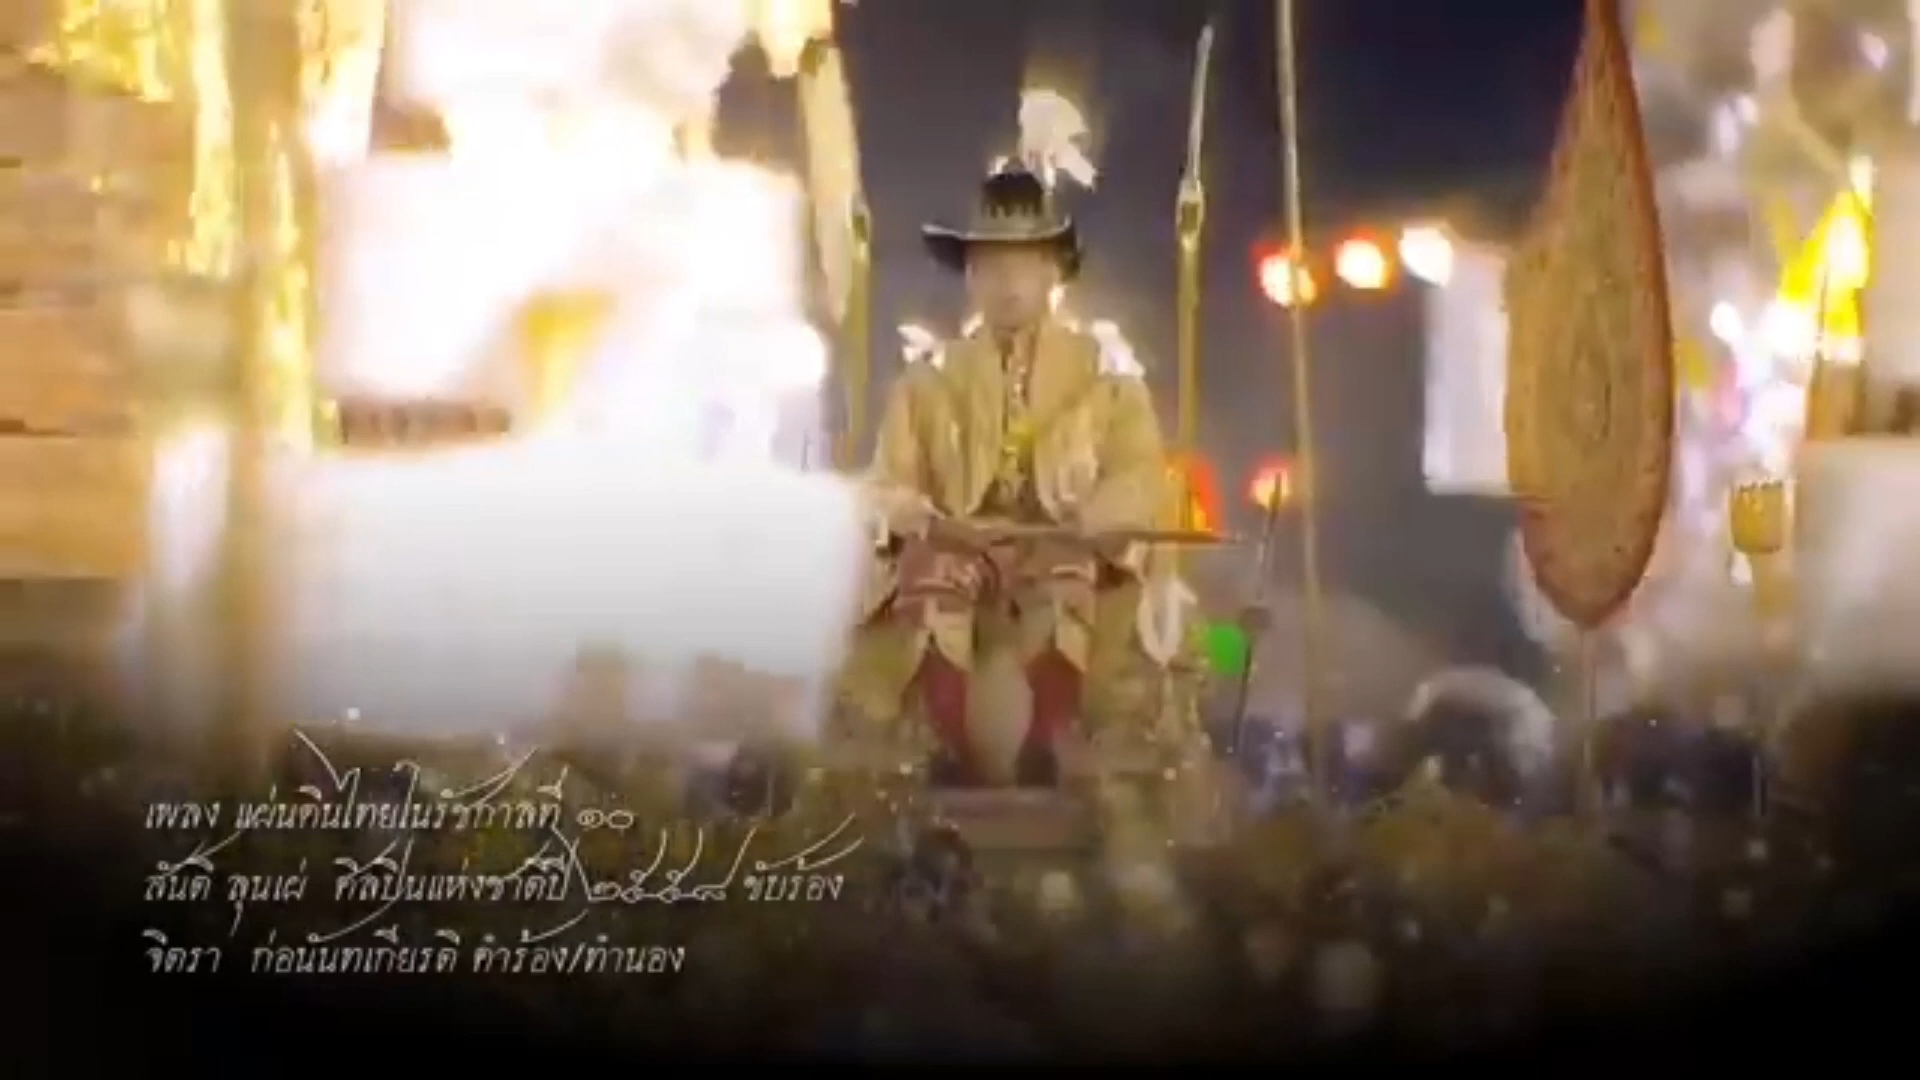 เพลง แผ่นดินไทยในรัชกาลที่ ๑๐
สันติ ลุนเผ่ ศิลปินแห่งชาติปี ๒๕๕๘ ขับร้อง
จิตรา ก่อนันทเกียรติ คำร้อง/ทำนอง